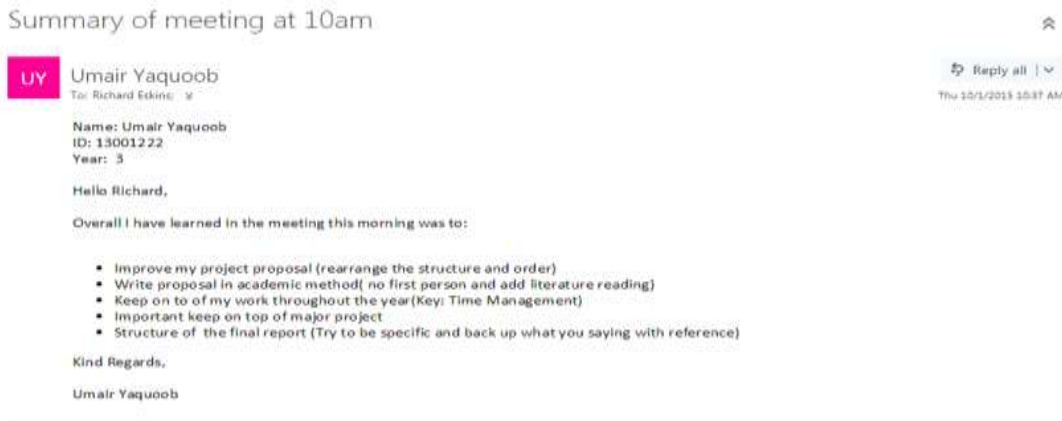 Summary of meeting at 10am
UY
Umair Yaquoob
Reply all
To: Richard
Thu 10/1/2015 10:37 AM
Name: Umair Yaquoob
ID: 13001222
Year: 3
Hello Richard,
Overall I have learned in the meeting this morning was to:
• Improve my project proposal (rearrange the structure and order)
• Write proposal in academic method( no first person and add literature reading)
• Keep on to of my work throughout the year(Key: Time Management)
• Important keep on top of major project
• Structure of the final report (Try to be specific and back up what you saying with reference)
Kind Regards,
Umair Yaquoob